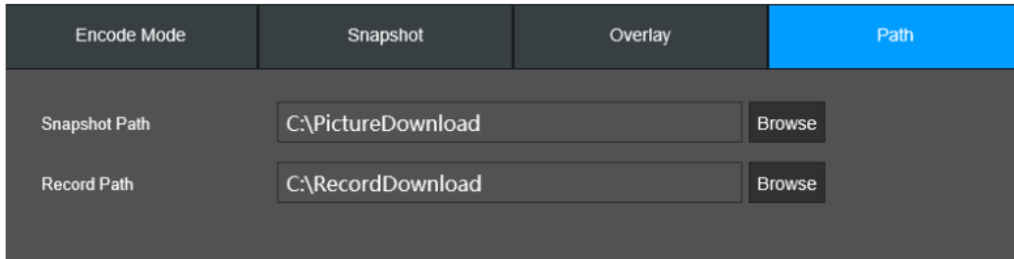 Encode Mode Snapshot Overlay Path
Snapshot Path C:\PictureDownload Browse
Record Path C:\RecordDownload Browse